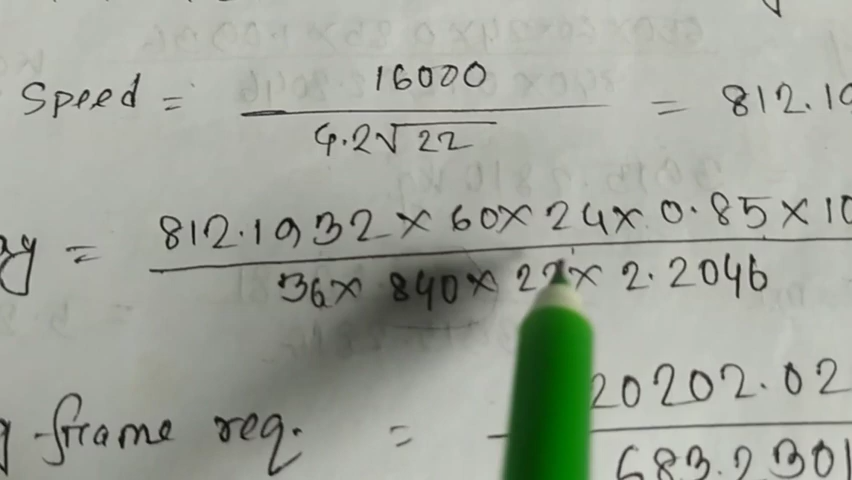 Speed = 16000 / 4.2√22 = 812.19
= 812.1932 × 60 × 24 × 0.85 × 10
36 × 840 × 22 × 2.2046
frame req. = 20202.02
683.2301